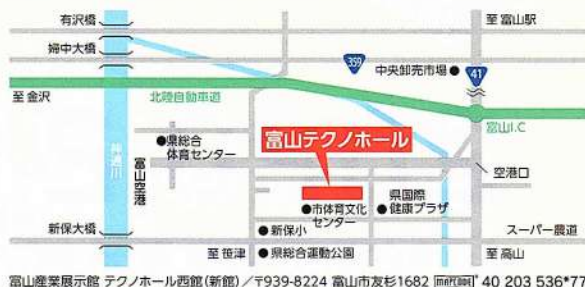 有沢橋
至富山駅
婦中大橋
359
中央卸売市場
41
至金沢
北陸自動車道
富山I.C
富山テクノホール
県総合
体育センター
神通川
富山空港
空港口
市体育文化
センター
県国際
健康プラザ
新保大橋
新保小
スーパー農道
至笹津
県総合運動公園
至高山
富山産業展示館 テクノホール西館(新館)/〒939-8224 富山市友杉1682 MAPCODE 40 203 536*77